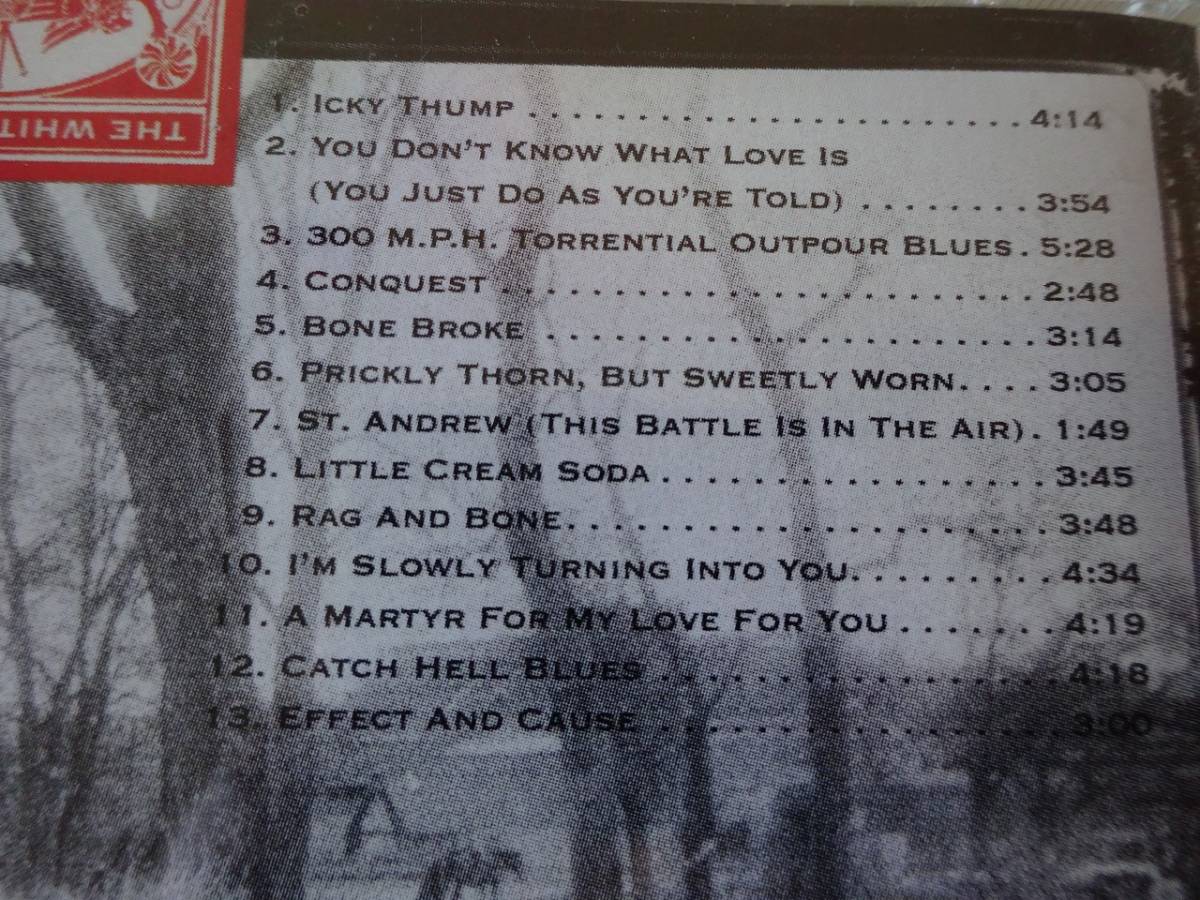 THE WHIT
1. ICKY THUMP . . . . . . . . . . . . . . . . . . . . . . 4:14
2. YOU DON'T KNOW WHAT LOVE IS
(YOU JUST DO AS YOU'RE TOLD) . . . . . . . . 3:54
3. 300 M.P.H. TORRENTIAL OUTPOUR BLUES . 5:28
4. CONQUEST . . . . . . . . . . . . . . . . . . . . . . . . 2:48
5. BONE BROKE . . . . . . . . . . . . . . . . . . . . . . 3:14
6. PRICKLY THORN, BUT SWEETLY WORN. . . . 3:05
7. ST. ANDREW (THIS BATTLE IS IN THE AIR) . 1:49
8. LITTLE CREAM SODA . . . . . . . . . . . . . . . . . 3:45
9. RAG AND BONE. . . . . . . . . . . . . . . . . . . . . 3:48
10. I'M SLOWLY TURNING INTO YOU. . . . . . . . . 4:34
11. A MARTYR FOR MY LOVE FOR YOU . . . . . . . 4:19
12. CATCH HELL BLUES . . . . . . . . . . . . . . . . . 4:18
13. EFFECT AND CAUSE . . . . . . . . . . . . . . . . . 3:00